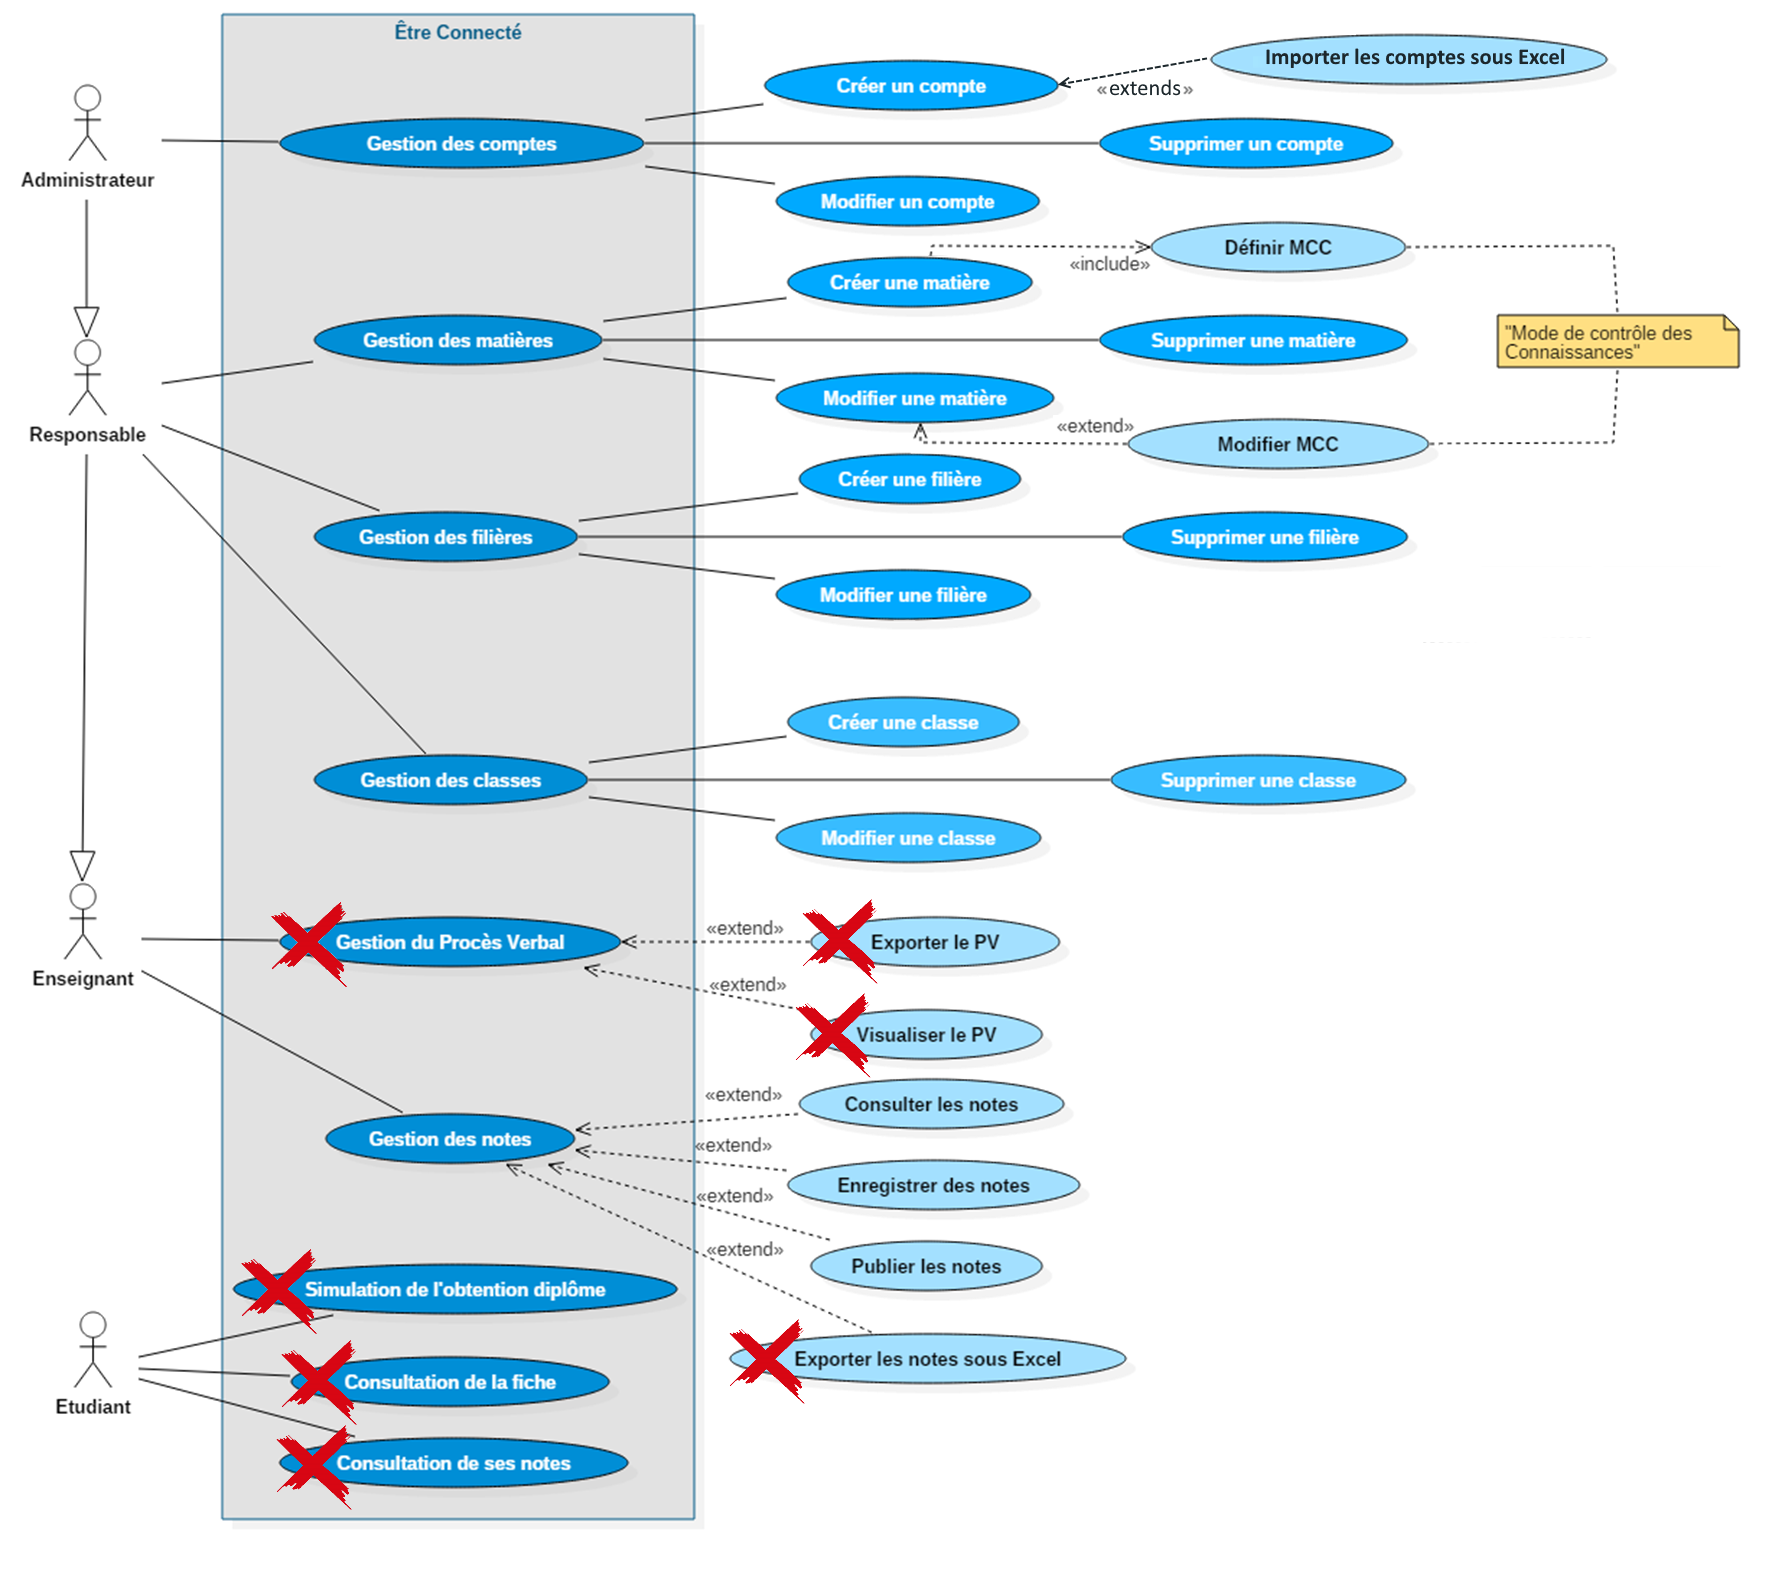 Être Connecté
Importer les comptes sous Excel
Créer un compte
«extends»
Gestion des comptes
Supprimer un compte
Administrateur
Modifier un compte
Définir MCC
«include»
Créer une matière
"Mode de contrôle des
Connaissances"
Gestion des matières
Supprimer une matière
Modifier une matière
«extend»
Responsable
Modifier MCC
Créer une filière
Gestion des filières
Supprimer une filière
Modifier une filière
Créer une classe
Gestion des classes
Supprimer une classe
Modifier une classe
«extend»
Gestion du Procès Verbal
Exporter le PV
Enseignant
«extend»
Visualiser le PV
«extend»
Consulter les notes
Gestion des notes
«extend»
Enregistrer des notes
«extend»
«extend»
Publier les notes
Simulation de l'obtention diplôme
Exporter les notes sous Excel
Consultation de la fiche
Etudiant
Consultation de ses notes